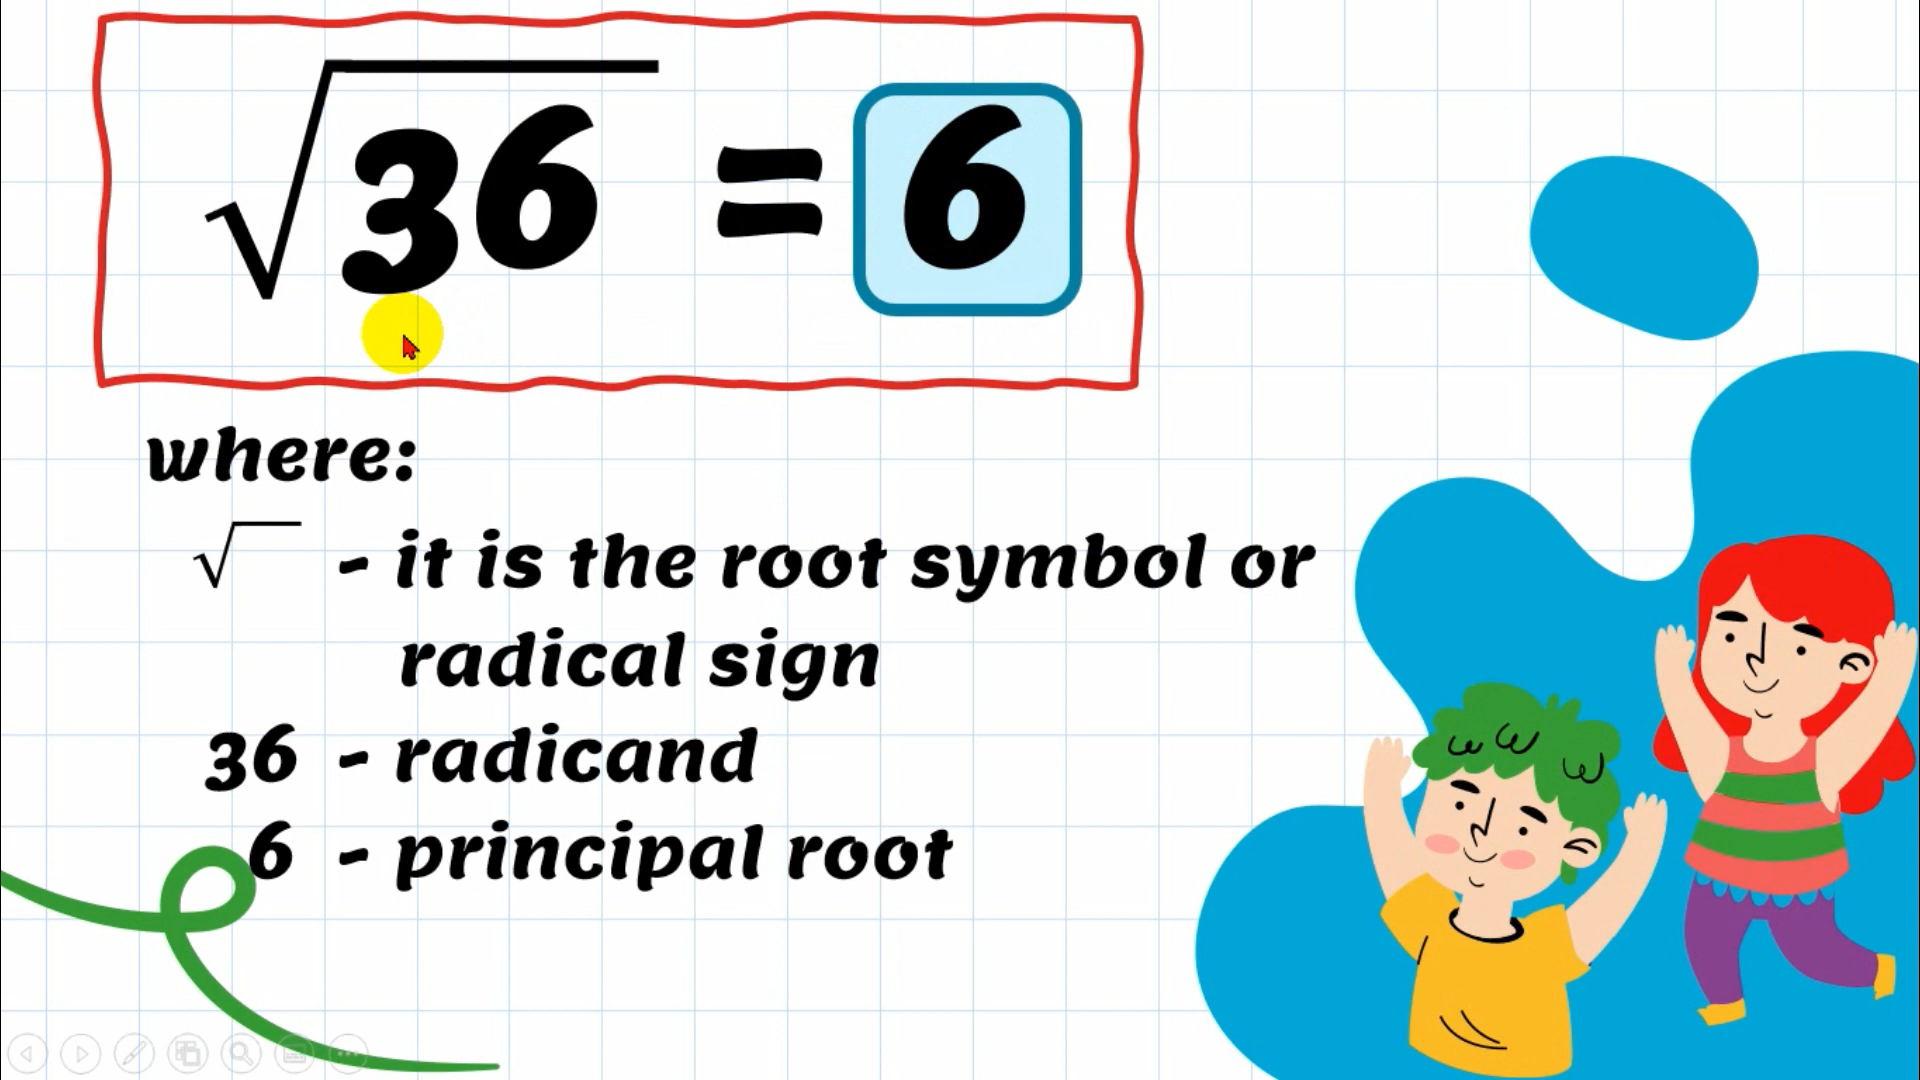 √36 = 6
where:
√ - it is the root symbol or
radical sign
36 - radicand
6 - principal root